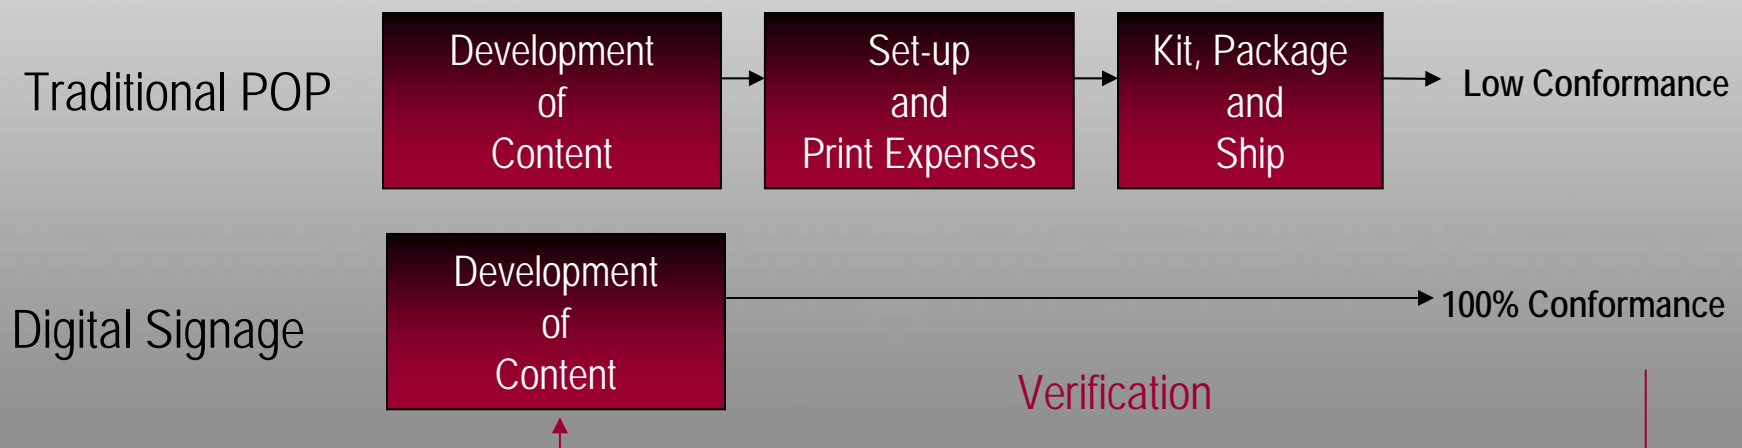 Traditional POP
Development
of
Content
Set-up
and
Print Expenses
Kit, Package
and
Ship
Low Conformance
Digital Signage
Development
of
Content
100% Conformance
Verification